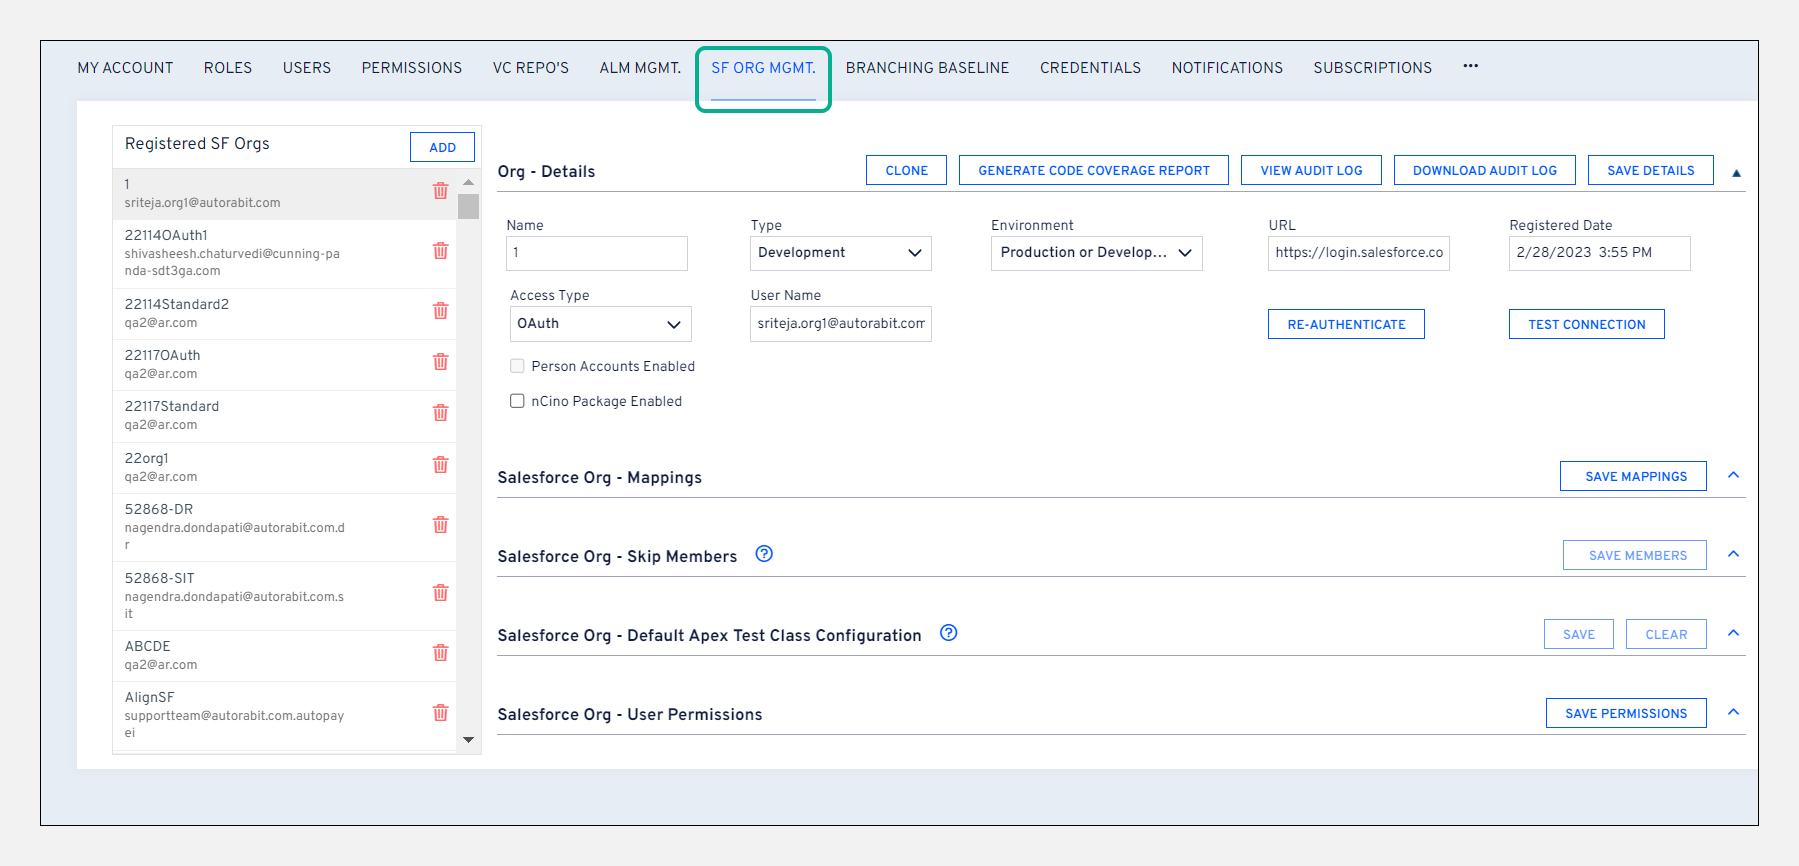 MY ACCOUNT ROLES USERS PERMISSIONS VC REPO'S ALM MGMT. SF ORG MGMT. BRANCHING BASELINE CREDENTIALS NOTIFICATIONS SUBSCRIPTIONS ...
Registered SF Orgs ADD
1
sriteja.org1@autorabit.com
22114OAuth1
shivasheesh.chaturvedi@cunning-pa
nda-sdt3ga.com
22114Standard2
qa2@ar.com
22117OAuth
qa2@ar.com
22117Standard
qa2@ar.com
22org1
qa2@ar.com
52868-DR
nagendra.dondapati@autorabit.com.d
r
52868-SIT
nagendra.dondapati@autorabit.com.s
it
ABCDE
qa2@ar.com
AlignSF
supportteam@autorabit.com.autopay
ei
Org - Details CLONE GENERATE CODE COVERAGE REPORT VIEW AUDIT LOG DOWNLOAD AUDIT LOG SAVE DETAILS
Name Type Environment URL Registered Date
1 Development Production or Develop... https://login.salesforce.co 2/28/2023 3:55 PM
Access Type User Name
OAuth sriteja.org1@autorabit.com RE-AUTHENTICATE TEST CONNECTION
Person Accounts Enabled
nCino Package Enabled
Salesforce Org - Mappings SAVE MAPPINGS
Salesforce Org - Skip Members ? SAVE MEMBERS
Salesforce Org - Default Apex Test Class Configuration ? SAVE CLEAR
Salesforce Org - User Permissions SAVE PERMISSIONS